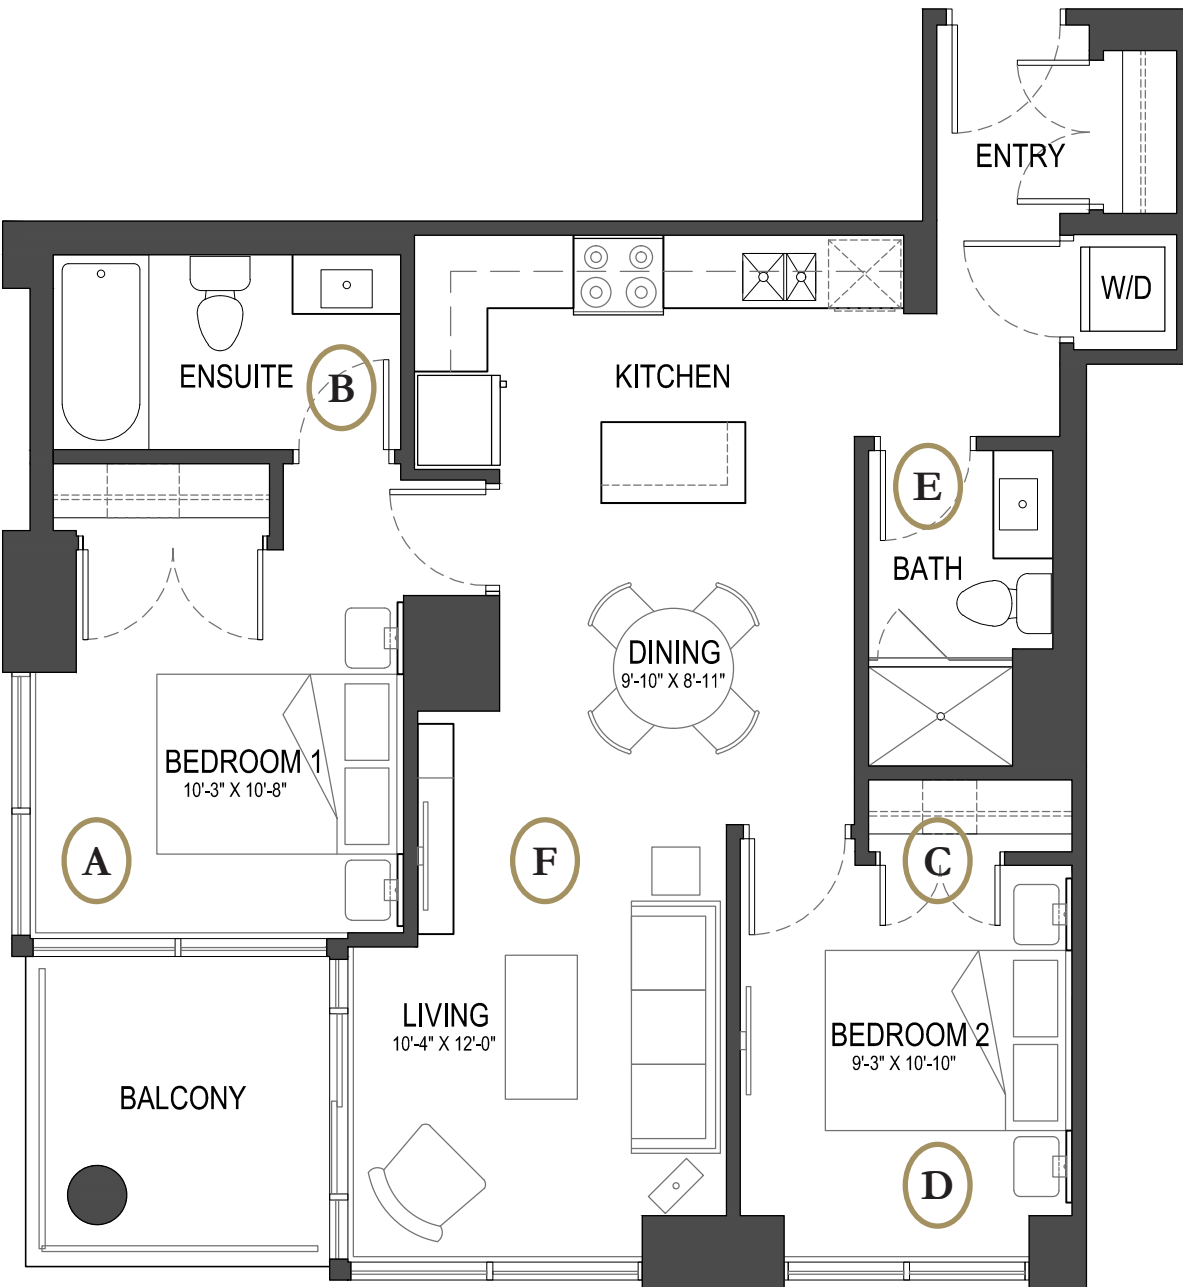 ENTRY
W/D
ENSUITE
B
KITCHEN
E
BATH
DINING
9'-10" X 8'-11"
BEDROOM 1
10'-3" X 10'-8"
A
F
C
LIVING
10'-4" X 12'-0"
BEDROOM 2
9'-3" X 10'-10"
BALCONY
D